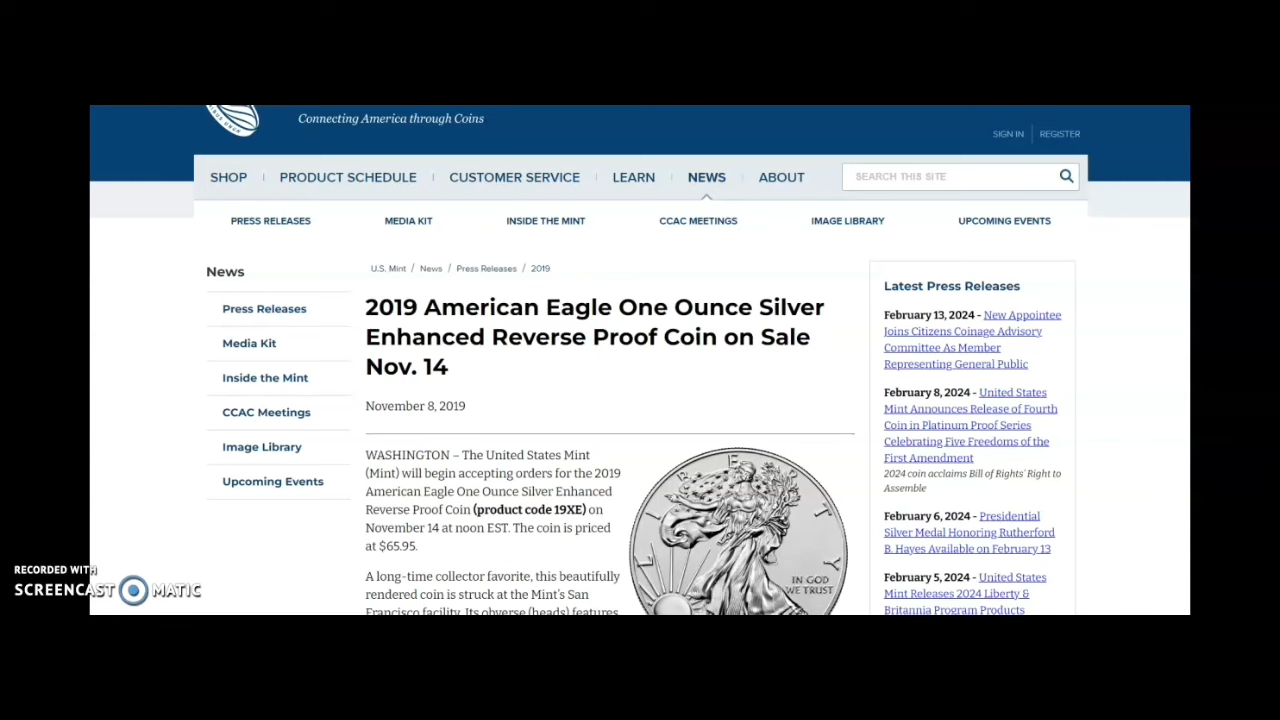 Connecting America through Coins
SIGN IN REGISTER
SHOP PRODUCT SCHEDULE CUSTOMER SERVICE LEARN NEWS ABOUT SEARCH THIS SITE
PRESS RELEASES MEDIA KIT INSIDE THE MINT CCAC MEETINGS IMAGE LIBRARY UPCOMING EVENTS
News
Press Releases
Media Kit
Inside the Mint
CCAC Meetings
Image Library
Upcoming Events
U.S. Mint / News / Press Releases / 2019
2019 American Eagle One Ounce Silver
Enhanced Reverse Proof Coin on Sale
Nov. 14
November 8, 2019
WASHINGTON – The United States Mint
(Mint) will begin accepting orders for the 2019
American Eagle One Ounce Silver Enhanced
Reverse Proof Coin (product code 19XE) on
November 14 at noon EST. The coin is priced
at $65.95.
A long-time collector favorite, this beautifully
rendered coin is struck at the Mint's San
Francisco facility. Its obverse (heads) features
LIBERTY
IN GOD
WE TRUST
Latest Press Releases
February 13, 2024 - New Appointee
Joins Citizens Coinage Advisory
Committee As Member
Representing General Public
February 8, 2024 - United States
Mint Announces Release of Fourth
Coin in Platinum Proof Series
Celebrating Five Freedoms of the
First Amendment
2024 coin acclaims Bill of Rights' Right to
Assemble
February 6, 2024 - Presidential
Silver Medal Honoring Rutherford
B. Hayes Available on February 13
February 5, 2024 - United States
Mint Releases 2024 Liberty &
Britannia Program Products
RECORDED WITH
SCREENCAST MATIC